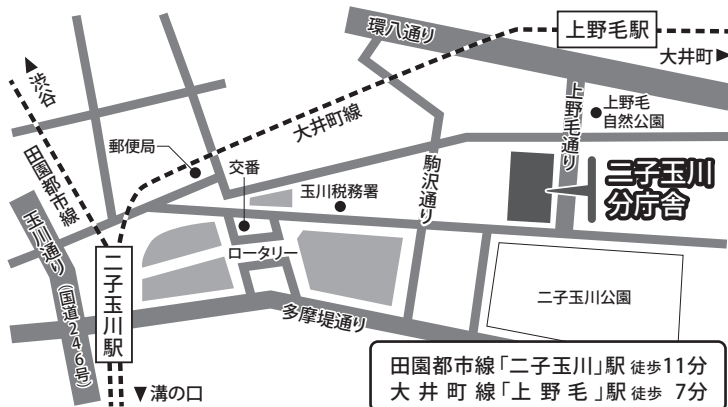 環八通り
上野毛駅
大井町▶
▲渋谷
大井町線
上野毛通り
上野毛
自然公園
郵便局
交番
駒沢通り
田園都市線
玉川税務署
二子玉川
分庁舎
玉川通り
(国道246号)
ロータリー
二子玉川駅
二子玉川公園
多摩堤通り
▼溝の口
田園都市線「二子玉川」駅 徒歩11分
大井町線「上野毛」駅 徒歩 7分